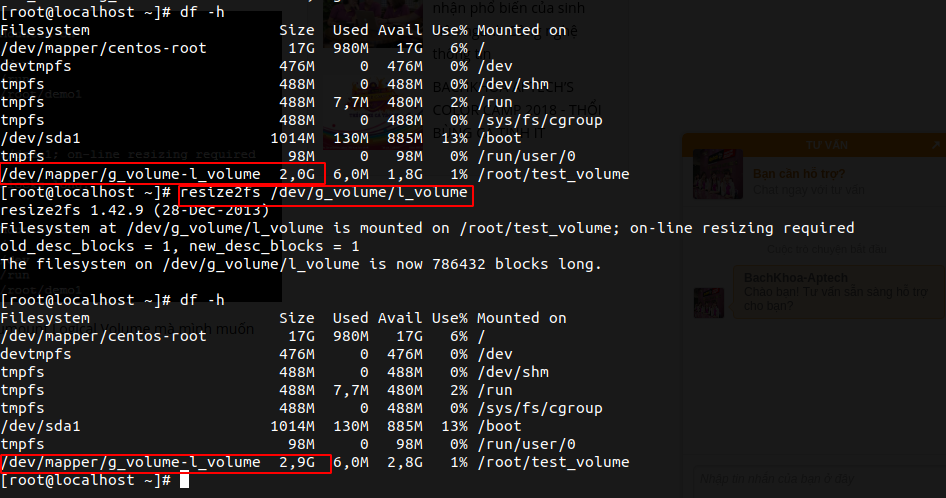 [root@localhost ~]# df -h
Filesystem Size Used Avail Use% Mounted on
/dev/mapper/centos-root 17G 980M 17G 6% /
devtmpfs 476M 0 476M 0% /dev
tmpfs 488M 0 488M 0% /dev/shm
tmpfs 488M 7,7M 480M 2% /run
tmpfs 488M 0 488M 0% /sys/fs/cgroup
/dev/sda1 1014M 130M 885M 13% /boot
tmpfs 98M 0 98M 0% /run/user/0
/dev/mapper/g_volume-l_volume 2,0G 6,0M 1,8G 1% /root/test_volume
[root@localhost ~]# resize2fs /dev/g_volume/l_volume
resize2fs 1.42.9 (28-Dec-2013)
Filesystem at /dev/g_volume/l_volume is mounted on /root/test_volume; on-line resizing required
old_desc_blocks = 1, new_desc_blocks = 1
The filesystem on /dev/g_volume/l_volume is now 786432 blocks long.
[root@localhost ~]# df -h
Filesystem Size Used Avail Use% Mounted on
/dev/mapper/centos-root 17G 980M 17G 6% /
devtmpfs 476M 0 476M 0% /dev
tmpfs 488M 0 488M 0% /dev/shm
tmpfs 488M 7,7M 480M 2% /run
tmpfs 488M 0 488M 0% /sys/fs/cgroup
/dev/sda1 1014M 130M 885M 13% /boot
tmpfs 98M 0 98M 0% /run/user/0
/dev/mapper/g_volume-l_volume 2,9G 6,0M 2,8G 1% /root/test_volume
[root@localhost ~]#
nhận phổ biến của sinh
TƯ VẤN
Bạn cần hỗ trợ?
Chat ngay với tư vấn
Cuộc trò chuyện bắt đầu
BachKhoa-Aptech
Chào bạn! Tư vấn sẵn sàng hỗ trợ
cho bạn?
Nhập tin nhắn của bạn ở đây